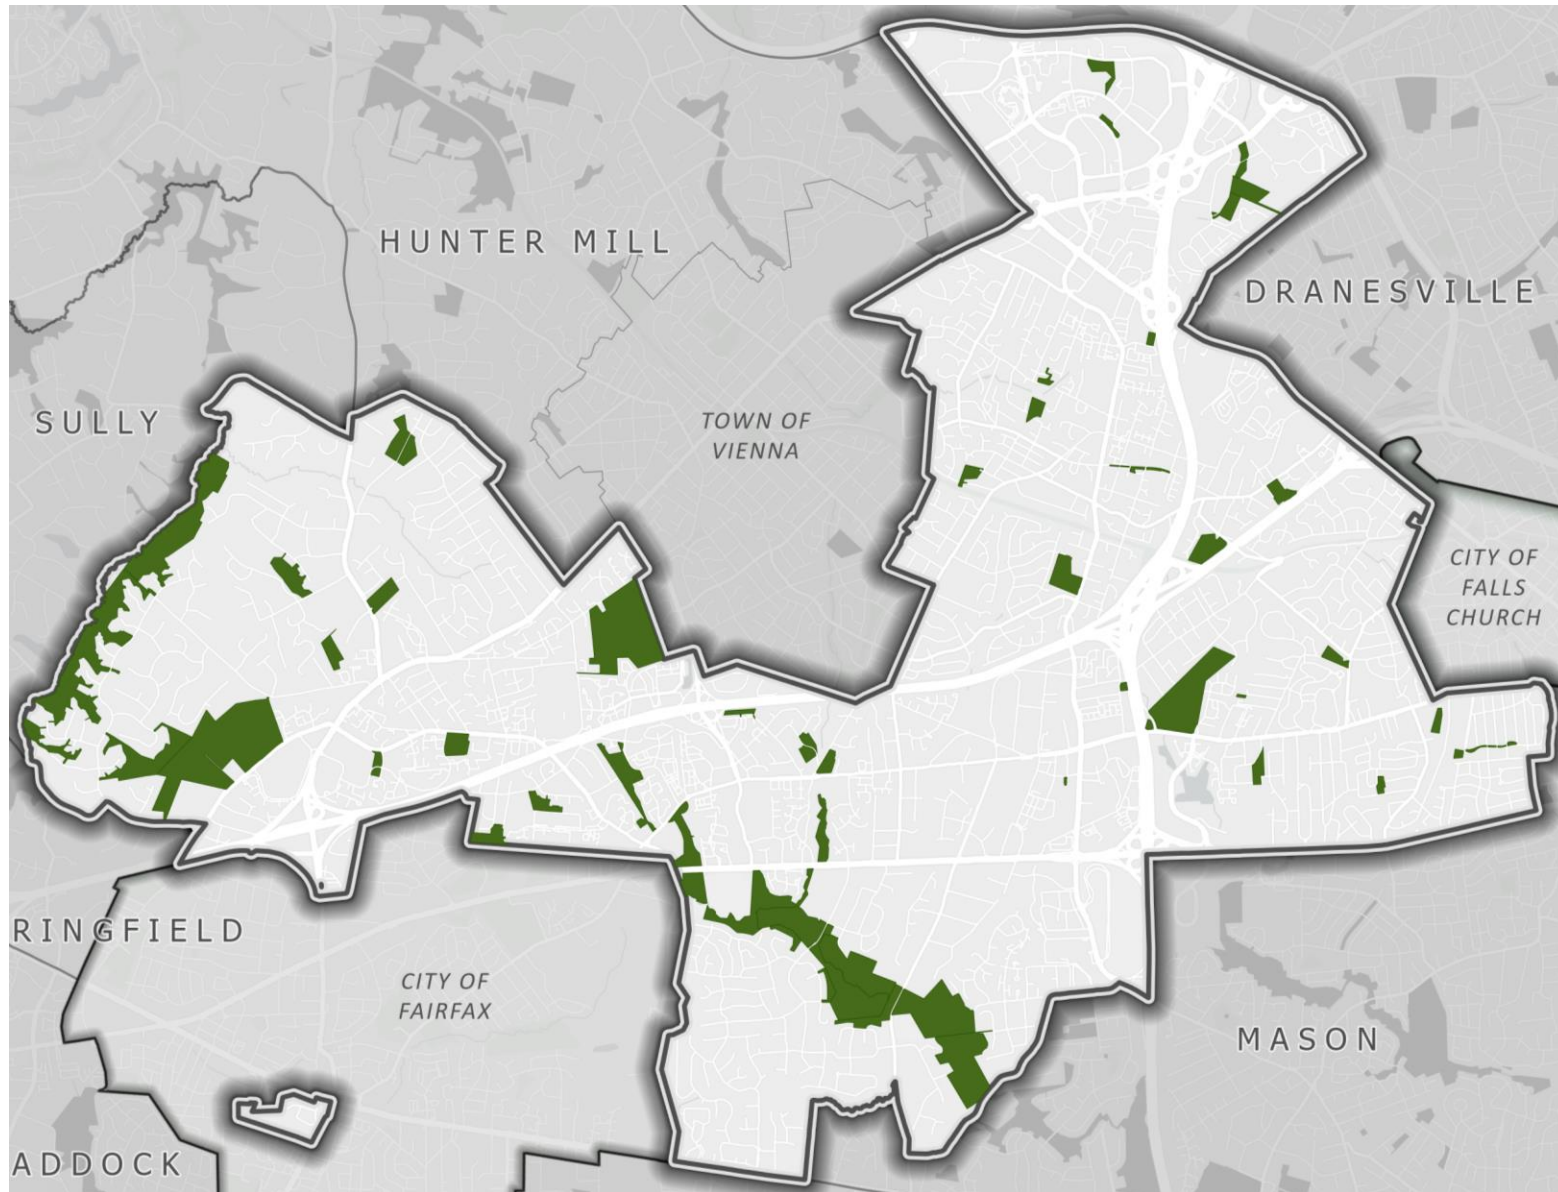 HUNTER MILL
DRANESVILLE
SULLY
TOWN OF
VIENNA
CITY OF
FALLS
CHURCH
RINGFIELD
CITY OF
FAIRFAX
MASON
ADDOCK